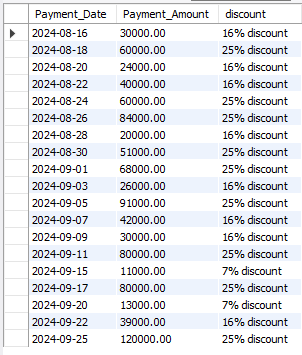 Payment_Date Payment_Amount discount
2024-08-16 30000.00 16% discount
2024-08-18 60000.00 25% discount
2024-08-20 24000.00 16% discount
2024-08-22 40000.00 16% discount
2024-08-24 60000.00 25% discount
2024-08-26 84000.00 25% discount
2024-08-28 20000.00 16% discount
2024-08-30 51000.00 25% discount
2024-09-01 68000.00 25% discount
2024-09-03 26000.00 16% discount
2024-09-05 91000.00 25% discount
2024-09-07 42000.00 16% discount
2024-09-09 30000.00 16% discount
2024-09-11 80000.00 25% discount
2024-09-15 11000.00 7% discount
2024-09-17 80000.00 25% discount
2024-09-20 13000.00 7% discount
2024-09-22 39000.00 16% discount
2024-09-25 120000.00 25% discount